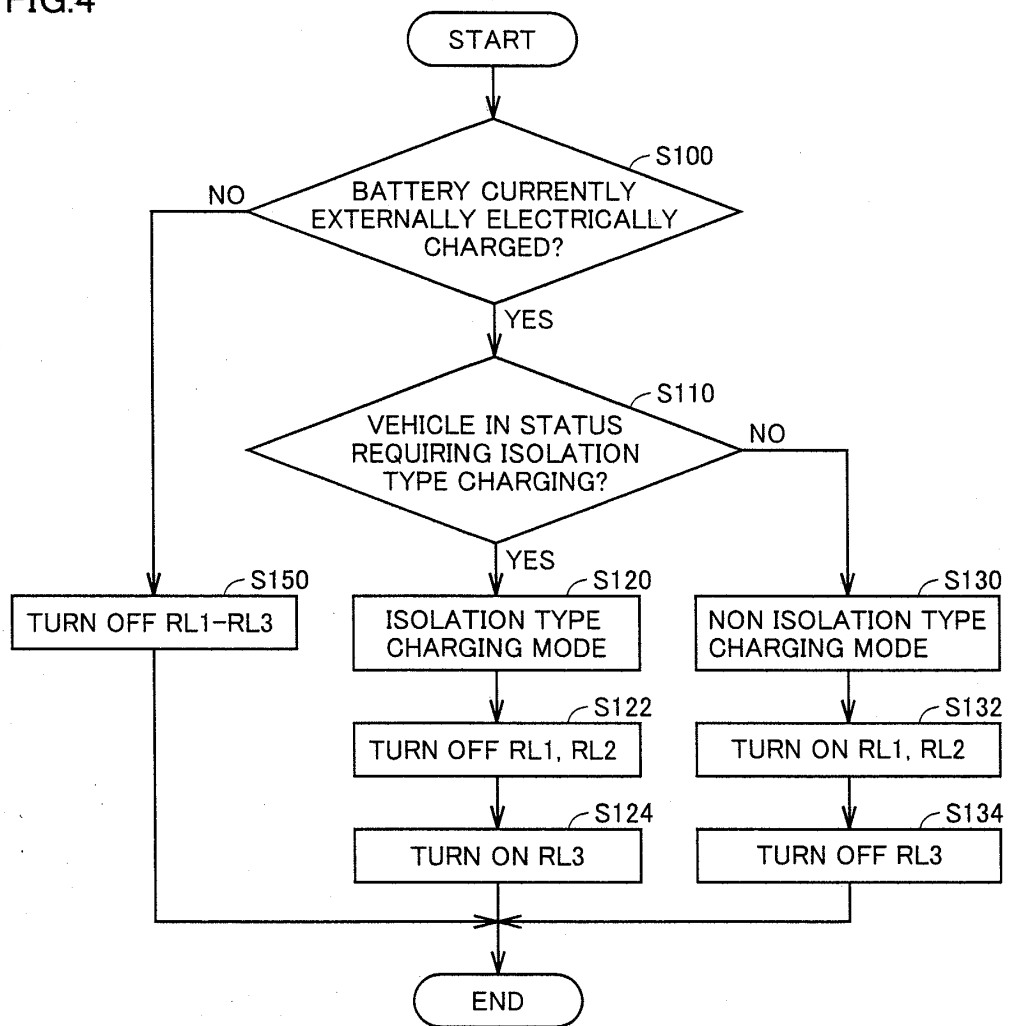 FIG.4
START
S100
BATTERY CURRENTLY
EXTERNALLY ELECTRICALLY
CHARGED?
NO
YES
S110
VEHICLE IN STATUS
REQUIRING ISOLATION
TYPE CHARGING?
NO
YES
S150
TURN OFF RL1-RL3
S120
ISOLATION TYPE
CHARGING MODE
S130
NON ISOLATION TYPE
CHARGING MODE
S122
TURN OFF RL1, RL2
S132
TURN ON RL1, RL2
S124
TURN ON RL3
S134
TURN OFF RL3
END